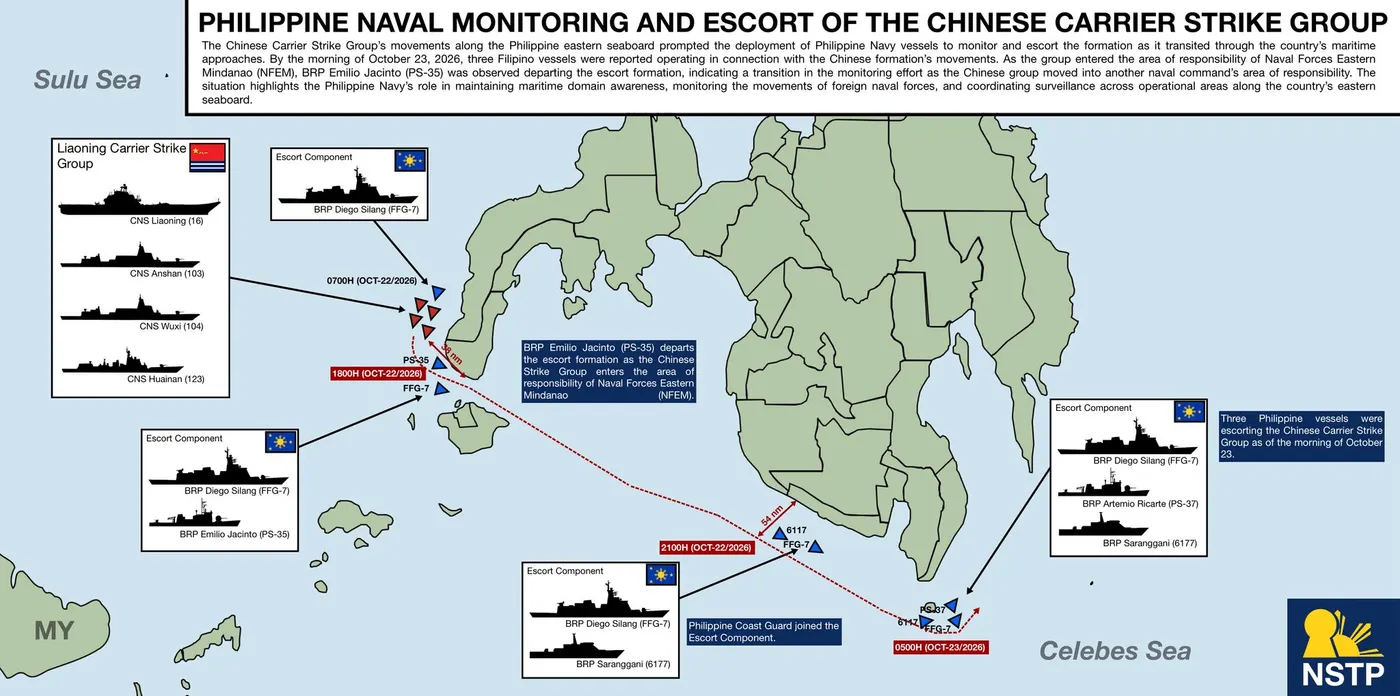 PHILIPPINE NAVAL MONITORING AND ESCORT OF THE CHINESE CARRIER STRIKE GROUP
The Chinese Carrier Strike Group's movements along the Philippine eastern seaboard prompted the deployment of Philippine Navy vessels to monitor and escort the formation as it transited through the country's maritime
approaches. By the morning of October 23, 2026, three Filipino vessels were reported operating in connection with the Chinese formation's movements. As the group entered the area of responsibility of Naval Forces Eastern
Mindanao (NFEM), BRP Emilio Jacinto (PS-35) was observed departing the escort formation, indicating a transition in the monitoring effort as the Chinese group moved into another naval command's area of responsibility. The
situation highlights the Philippine Navy's role in maintaining maritime domain awareness, monitoring the movements of foreign naval forces, and coordinating surveillance across operational areas along the country's eastern
seaboard.
Sulu Sea
Liaoning Carrier Strike
Group
CNS Liaoning (16)
CNS Anshan (103)
CNS Wuxi (104)
CNS Huainan (123)
Escort Component
BRP Diego Silang (FFG-7)
0700H (OCT-22/2026)
38 nm
PS-35
1800H (OCT-22/2026)
FFG-7
BRP Emilio Jacinto (PS-35) departs
the escort formation as the Chinese
Strike Group enters the area of
responsibility of Naval Forces Eastern
Mindanao (NFEM).
Escort Component
BRP Diego Silang (FFG-7)
BRP Emilio Jacinto (PS-35)
Escort Component
BRP Diego Silang (FFG-7)
BRP Artemio Ricarte (PS-37)
BRP Saranggani (6177)
Three Philippine vessels were
escorting the Chinese Carrier Strike
Group as of the morning of October
23.
54 nm
6117
FFG-7
2100H (OCT-22/2026)
Escort Component
BRP Diego Silang (FFG-7)
BRP Saranggani (6177)
Philippine Coast Guard joined the
Escort Component.
PS-37
6117
FFG-7
0500H (OCT-23/2026)
MY
Celebes Sea
NSTP